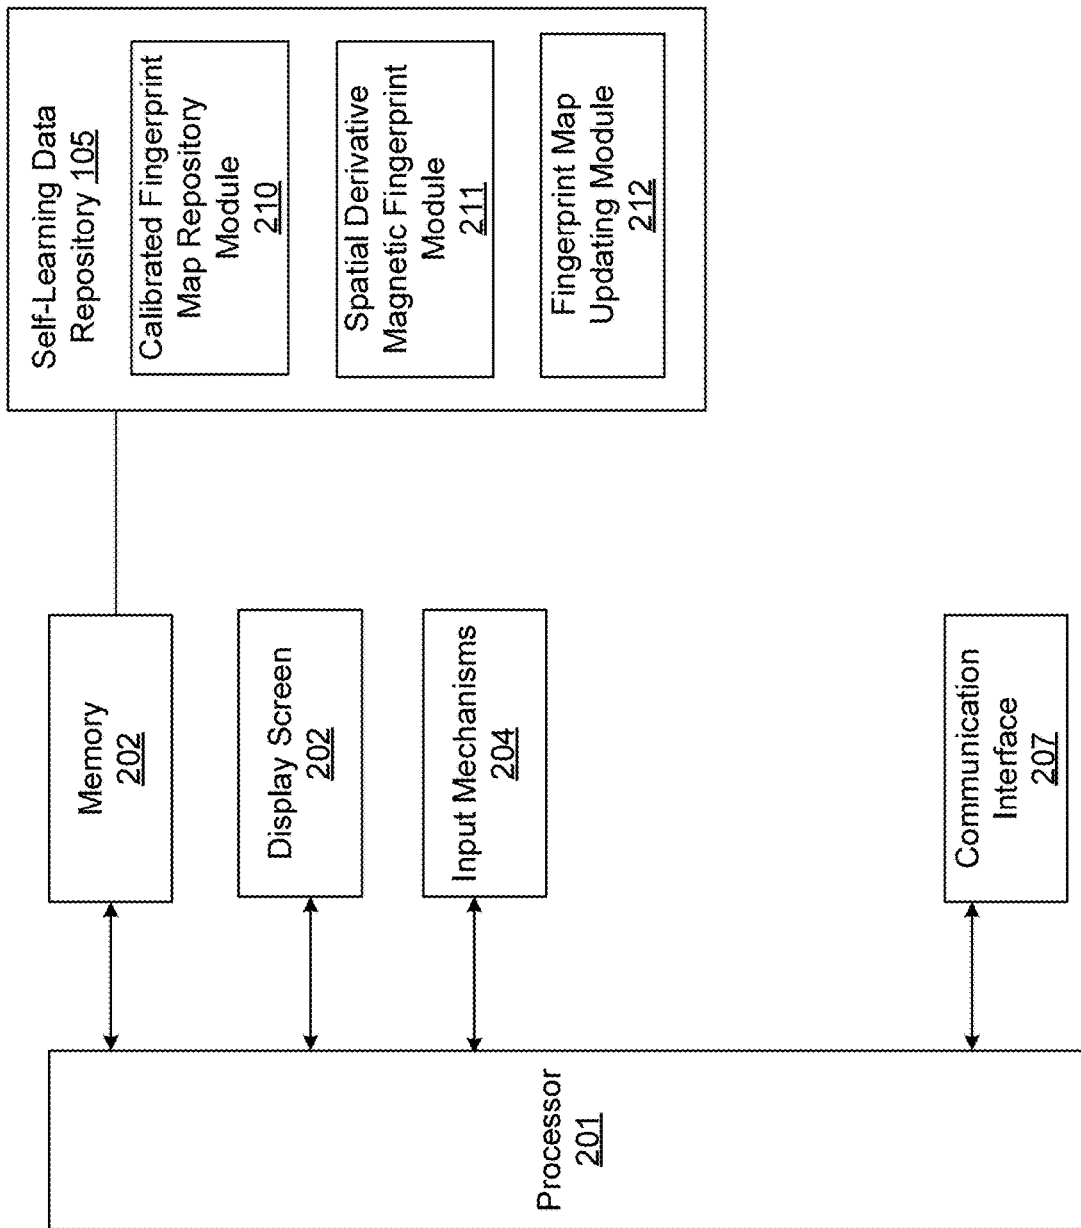 Self-Learning Data
Repository 105
Calibrated Fingerprint
Map Repository
Module
210
Spatial Derivative
Magnetic Fingerprint
Module
211
Fingerprint Map
Updating Module
212
Memory
202
Display Screen
202
Input Mechanisms
204
Communication
Interface
207
Processor
201